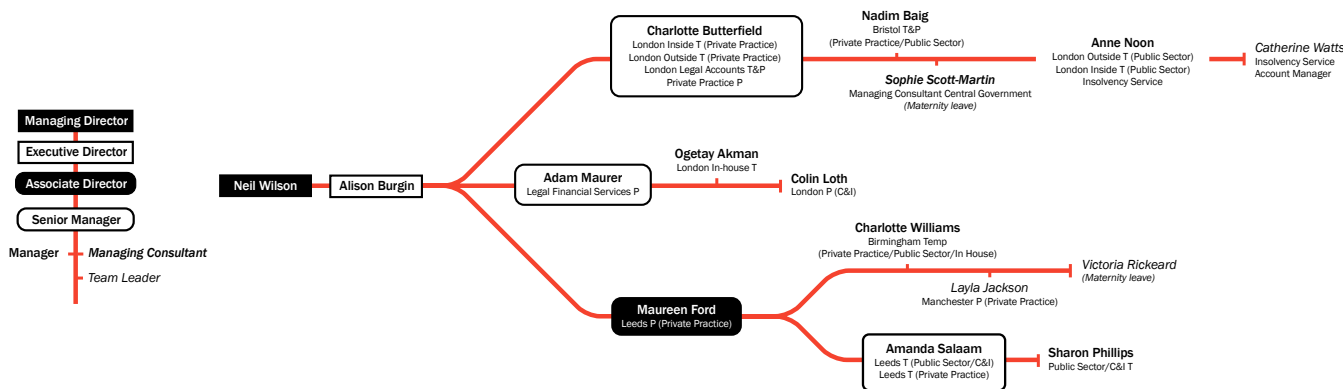 Managing Director
Executive Director
Associate Director
Senior Manager
Manager
Managing Consultant
Team Leader
Neil Wilson
Alison Burgin
Charlotte Butterfield
London Inside T (Private Practice)
London Outside T (Private Practice)
London Legal Accounts T&P
Private Practice P
Nadim Baig
Bristol T&P
(Private Practice/Public Sector)
Sophie Scott-Martin
Managing Consultant Central Government
(Maternity leave)
Anne Noon
London Outside T (Public Sector)
London Inside T (Public Sector)
Insolvency Service
Catherine Watts
Insolvency Service
Account Manager
Adam Maurer
Legal Financial Services P
Ogetay Akman
London In-house T
Colin Loth
London P (C&I)
Maureen Ford
Leeds P (Private Practice)
Charlotte Williams
Birmingham Temp
(Private Practice/Public Sector/In House)
Layla Jackson
Manchester P (Private Practice)
Victoria Rickeard
(Maternity leave)
Amanda Salaam
Leeds T (Public Sector/C&I)
Leeds T (Private Practice)
Sharon Phillips
Public Sector/C&I T